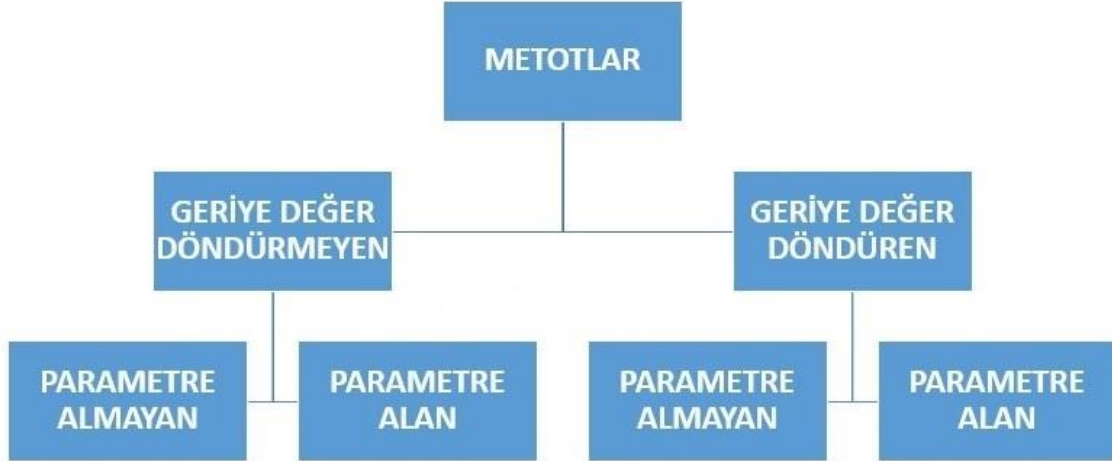 METOTLAR
GERİYE DEĞER
DÖNDÜRMEYEN
GERİYE DEĞER
DÖNDÜREN
PARAMETRE
ALMAYAN
PARAMETRE
ALAN
PARAMETRE
ALMAYAN
PARAMETRE
ALAN